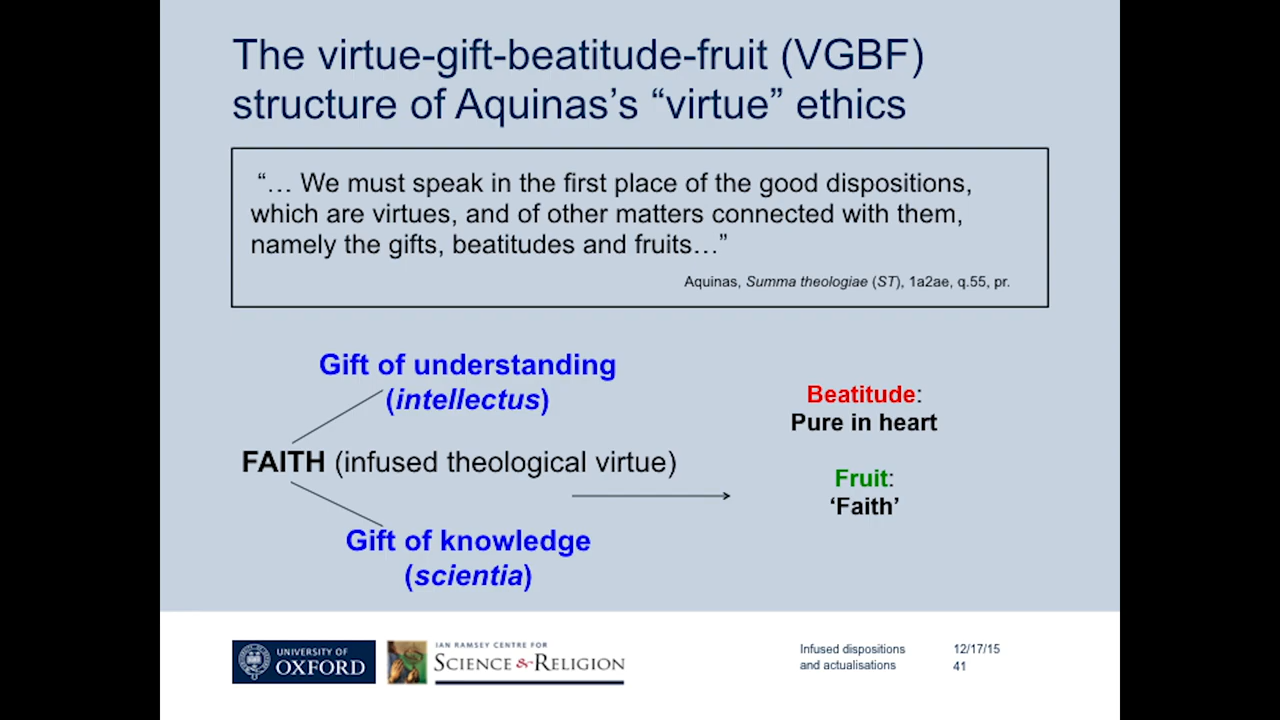 The virtue-gift-beatitude-fruit (VGBF)
structure of Aquinas's “virtue” ethics
“… We must speak in the first place of the good dispositions,
which are virtues, and of other matters connected with them,
namely the gifts, beatitudes and fruits…”
Aquinas, Summa theologiae (ST), 1a2ae, q.55, pr.
Gift of understanding
(intellectus)
FAITH (infused theological virtue)
Gift of knowledge
(scientia)
Beatitude:
Pure in heart
Fruit:
‘Faith’
UNIVERSITY OF
OXFORD
IAN RAMSEY CENTRE FOR
SCIENCE & RELIGION
Infused dispositions
and actualisations
12/17/15
41